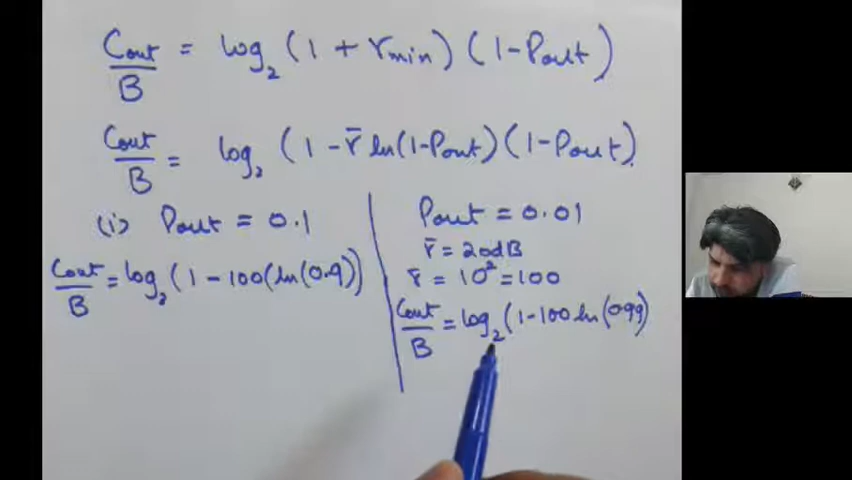 Cout/B = log₂(1 + γmin)(1-Pout)
Cout/B = log₂(1 - γ̄ ln(1-Pout)(1-Pout).
(i) Pout = 0.1
Cout/B = log₂(1 - 100(ln(0.9))
Pout = 0.01
γ̄ = 20dB
γ̄ = 10² = 100
Cout/B = log₂(1-100 ln(0.99)